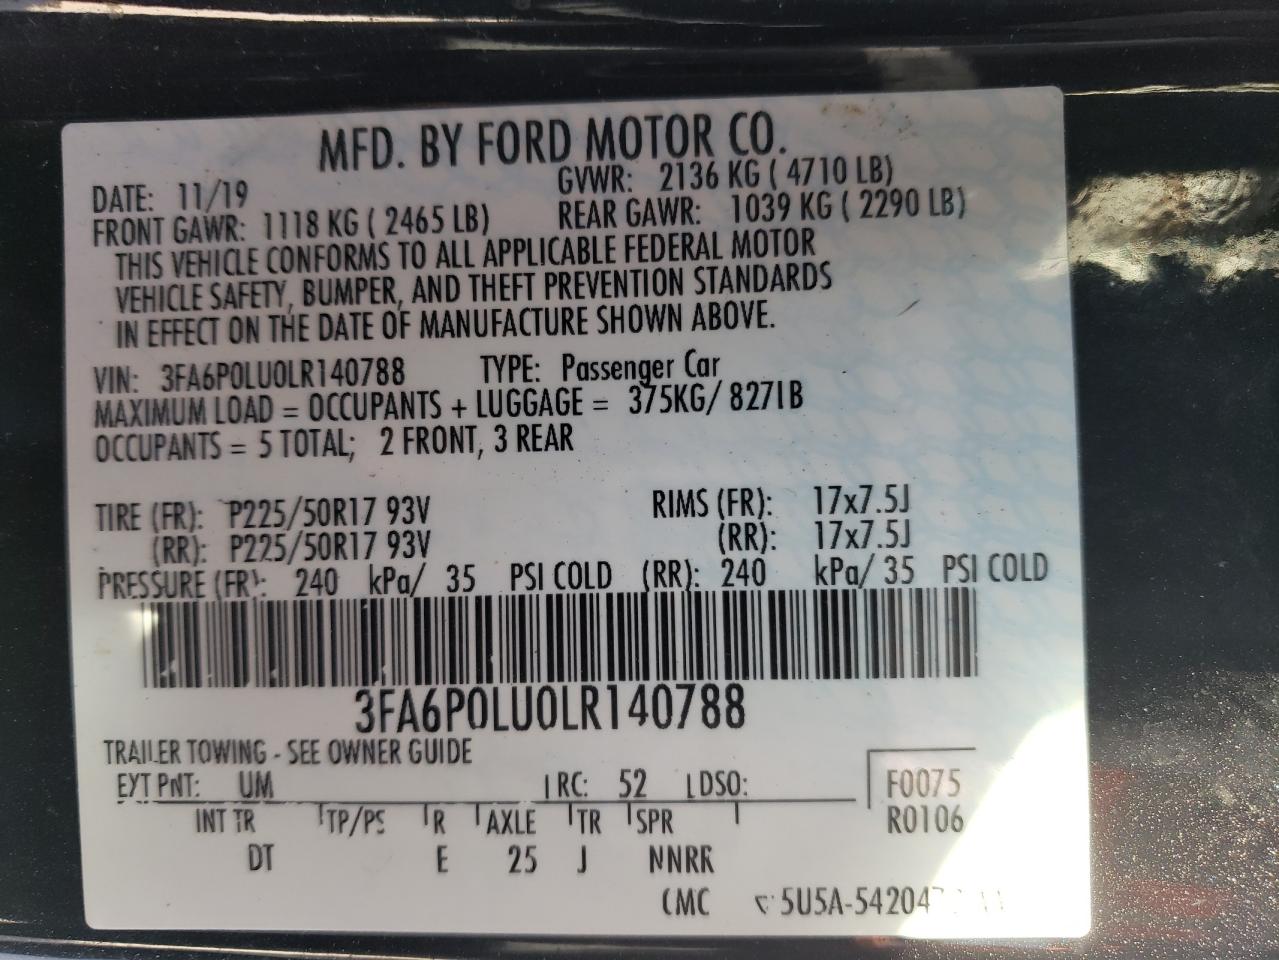 MFD. BY FORD MOTOR CO.
DATE: 11/19 GVWR: 2136 KG ( 4710 LB)
FRONT GAWR: 1118 KG ( 2465 LB) REAR GAWR: 1039 KG ( 2290 LB)
THIS VEHICLE CONFORMS TO ALL APPLICABLE FEDERAL MOTOR
VEHICLE SAFETY, BUMPER, AND THEFT PREVENTION STANDARDS
IN EFFECT ON THE DATE OF MANUFACTURE SHOWN ABOVE.
VIN: 3FA6P0LU0LR140788 TYPE: Passenger Car
MAXIMUM LOAD = OCCUPANTS + LUGGAGE = 375KG/ 827lB
OCCUPANTS = 5 TOTAL; 2 FRONT, 3 REAR
TIRE (FR): P225/50R17 93V RIMS (FR): 17x7.5J
(RR): P225/50R17 93V (RR): 17x7.5J
PRESSURE (FR): 240 kPa/ 35 PSI COLD (RR): 240 kPa/ 35 PSI COLD
3FA6P0LU0LR140788
TRAILER TOWING - SEE OWNER GUIDE
EXT PNT: UM RC: 52 DSO: F0075
INT TR TP/PS R AXLE TR SPR R0106
DT E 25 J NNRR
CMC